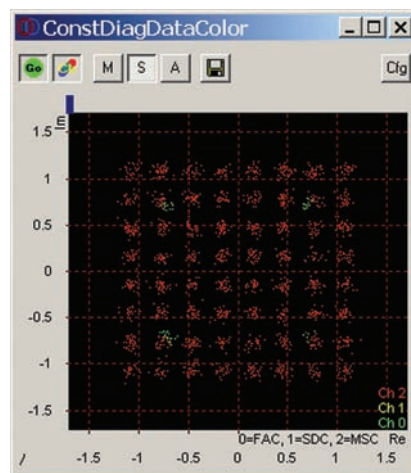 ConstDiagDataColor
Go M S A Cfg
Im
1.5
1
0.5
0
-0.5
-1
-1.5
Ch 2
Ch 1
Ch 0
0=FAC, 1=SDC, 2=MSC Re
/ -1.5 -1 -0.5 0 0.5 1 1.5